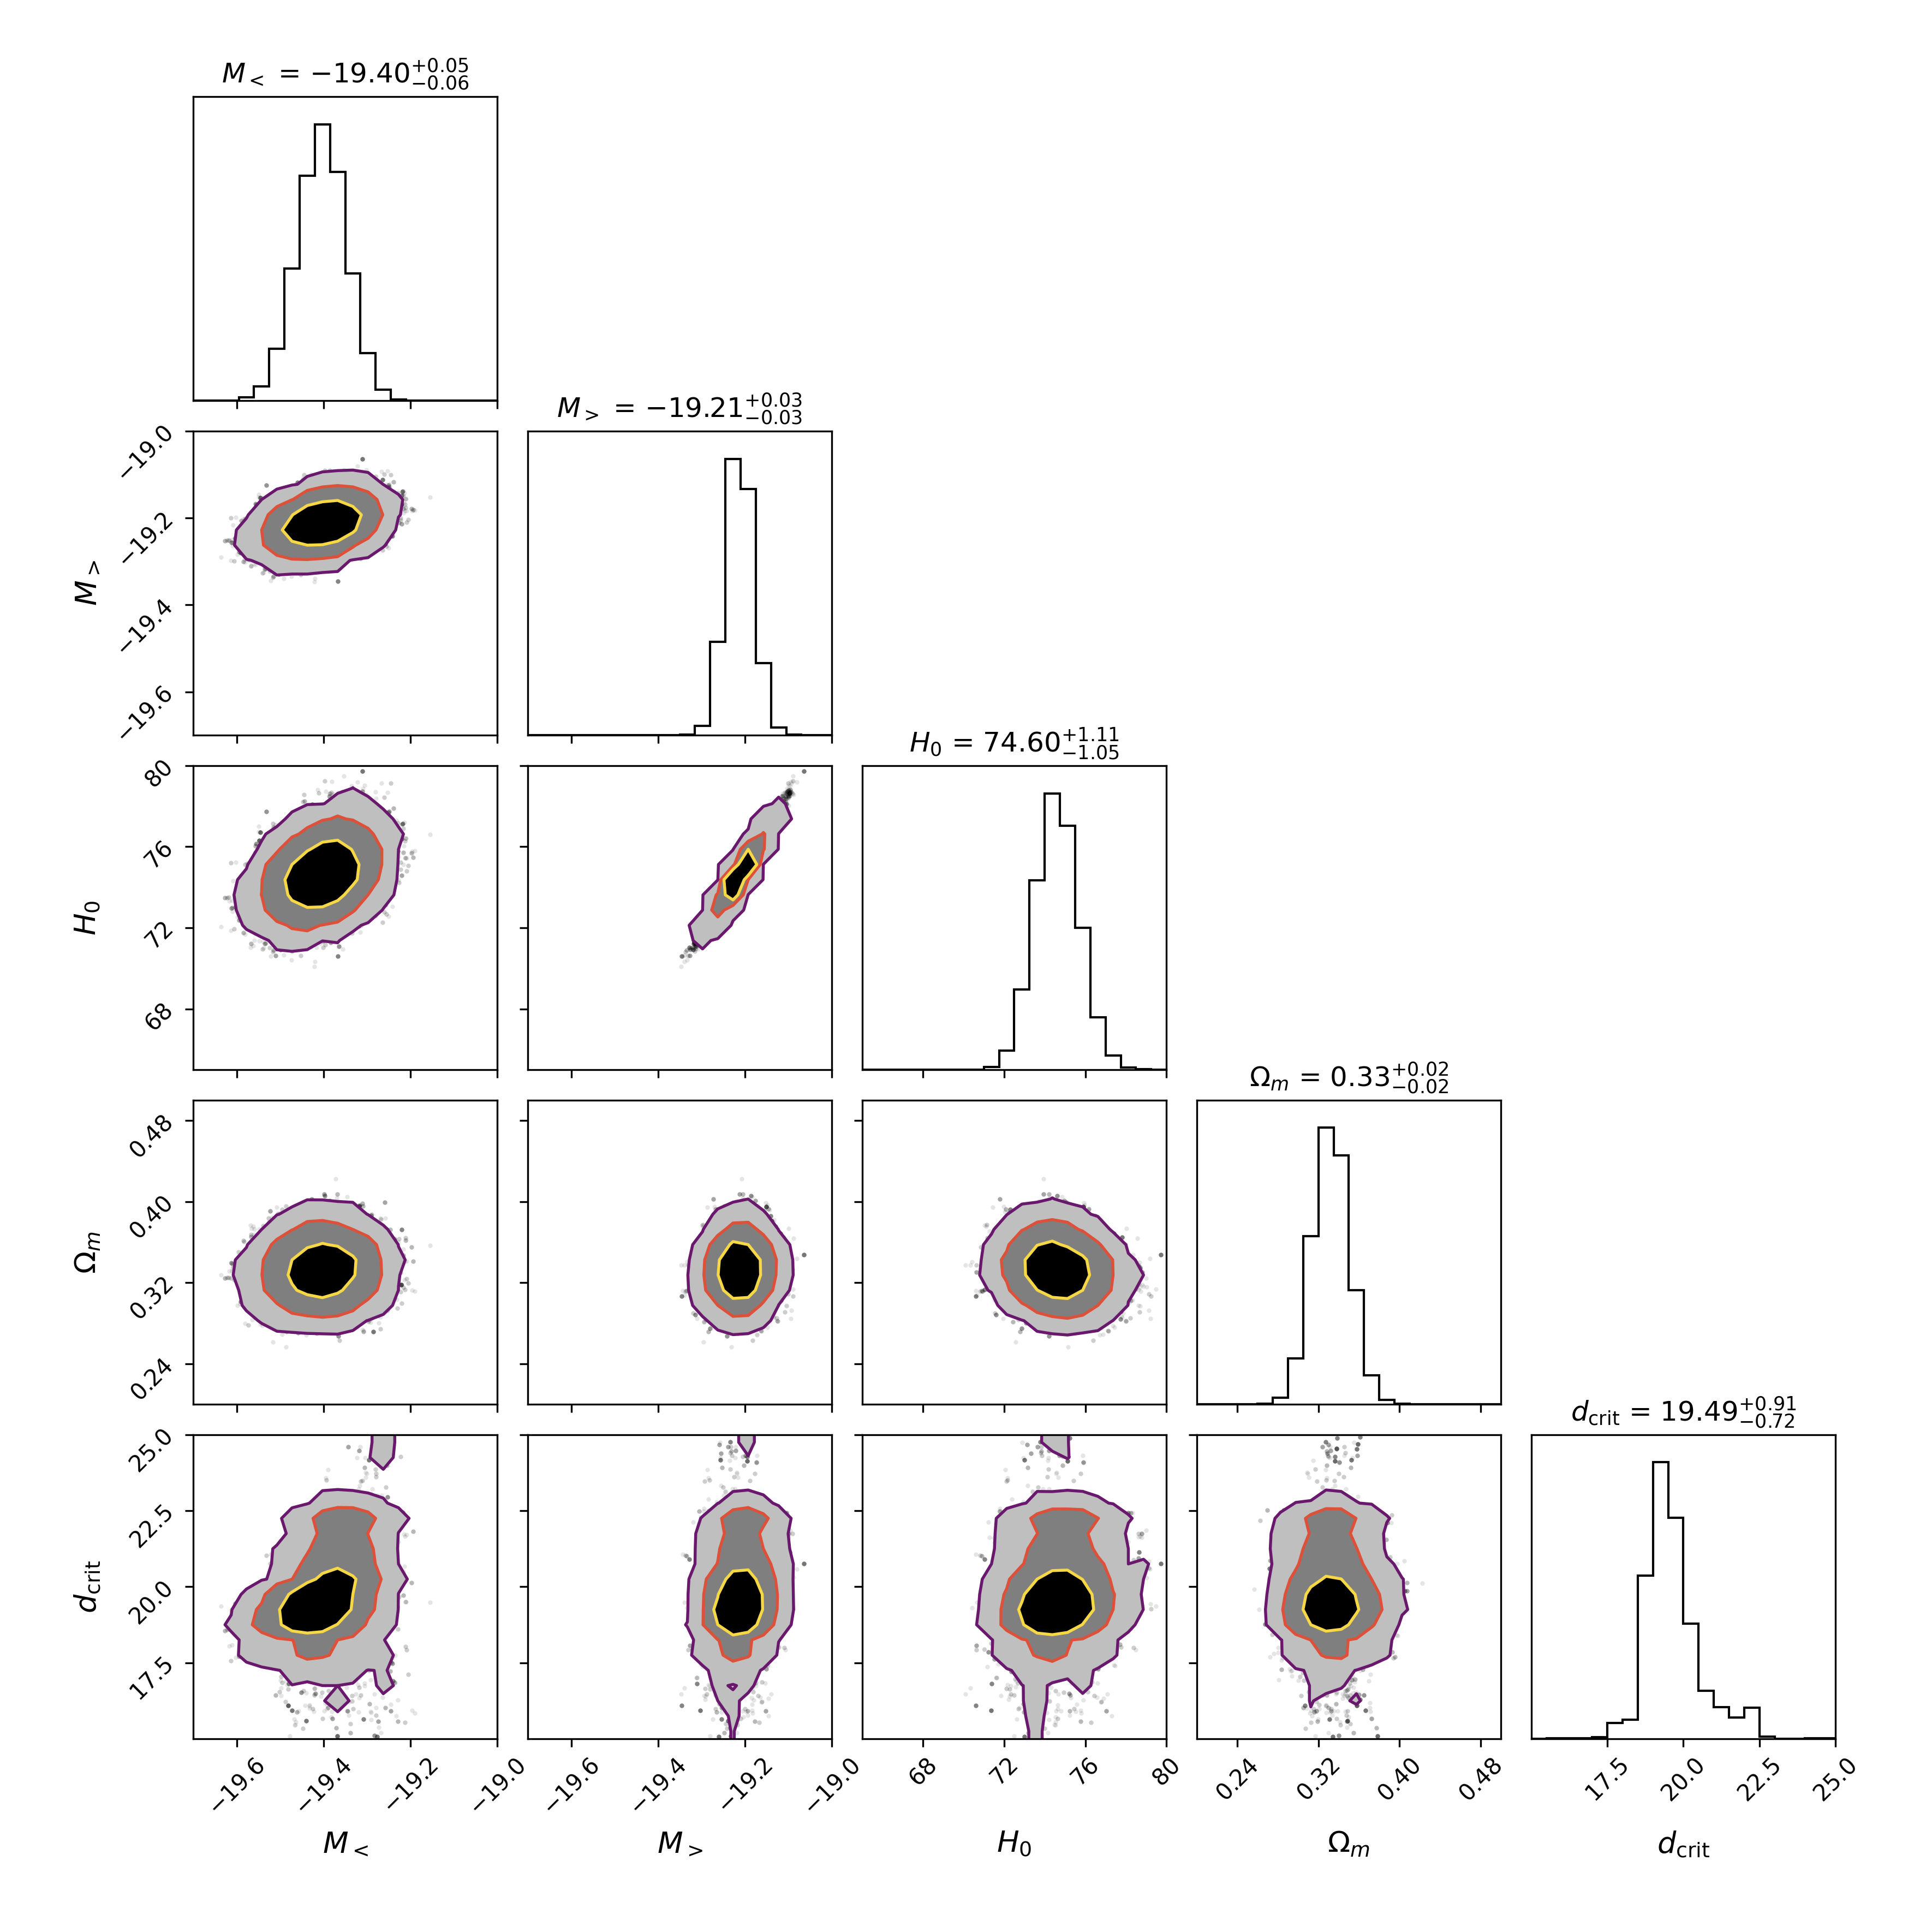 M< = −19.40 +0.05 −0.06
M> = −19.21 +0.03 −0.03
−19.0
−19.2
−19.4
−19.6
M>
H0 = 74.60 +1.11 −1.05
80
76
72
68
H0
Ωm = 0.33 +0.02 −0.02
0.48
0.40
0.32
0.24
Ωm
dcrit = 19.49 +0.91 −0.72
25.0
22.5
20.0
17.5
dcrit
−19.6 −19.4 −19.2 −19.0 −19.6 −19.4 −19.2 −19.0 68 72 76 80 0.24 0.32 0.40 0.48 17.5 20.0 22.5 25.0
M< M> H0 Ωm dcrit